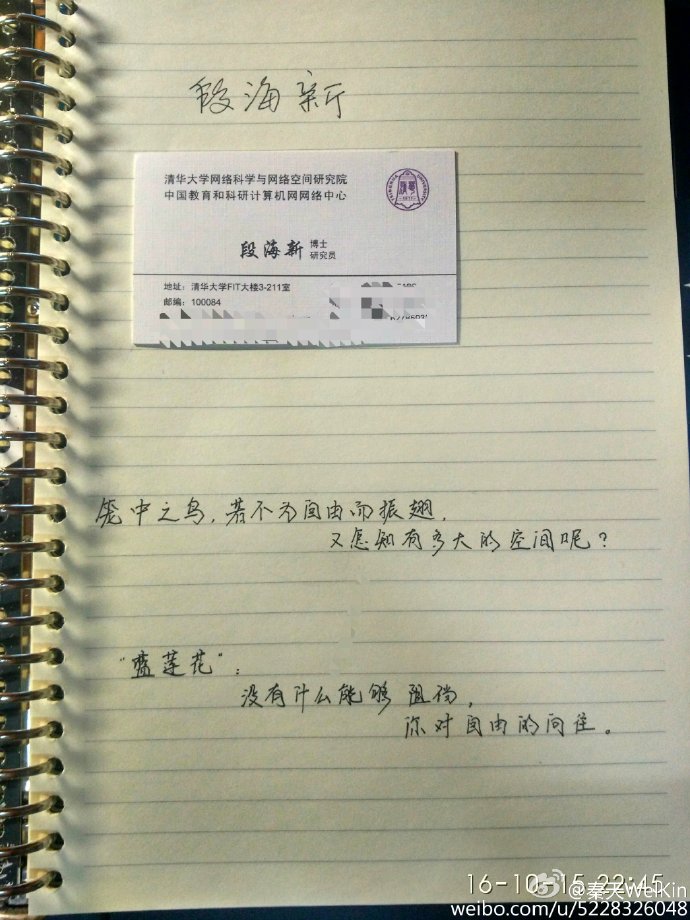 段海新
清华大学网络科学与网络空间研究院
中国教育和科研计算机网网络中心
段海新 博士
研究员
地址：清华大学FIT大楼3-211室
邮编：100084
笼中之鸟，若不为自由而振翅，
又怎知有多大的空间呢？
“蓝莲花”：
没有什么能够阻挡，
你对自由的向往。
16-10-15 22:45
@秦天WeiKin
weibo.com/u/5228326048